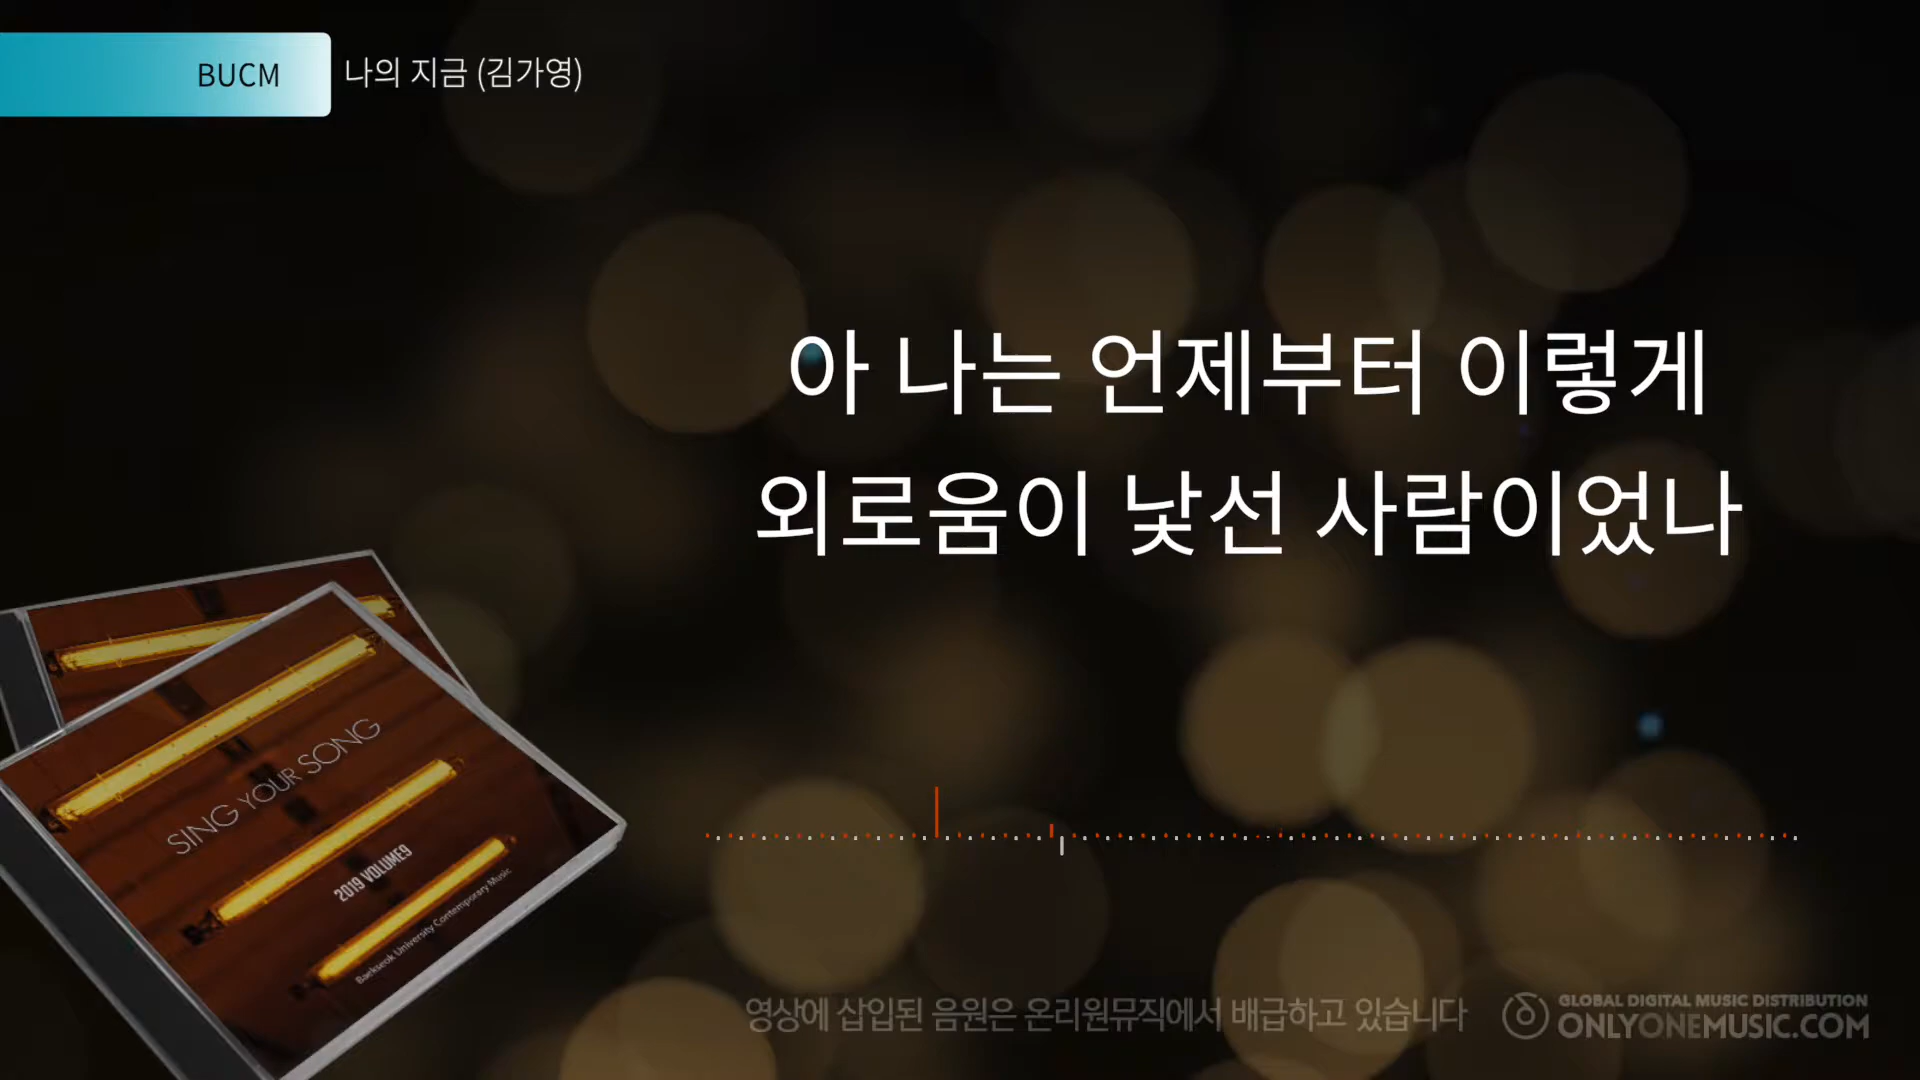 BUCM
나의 지금 (김가영)
아 나는 언제부터 이렇게
외로움이 낯선 사람이었나
SING YOUR SONG
2019 VOLUME9
Baekseok University Contemporary Music
영상에 삽입된 음원은 온리원뮤직에서 배급하고 있습니다
GLOBAL DIGITAL MUSIC DISTRIBUTION
ONLYONEMUSIC.COM